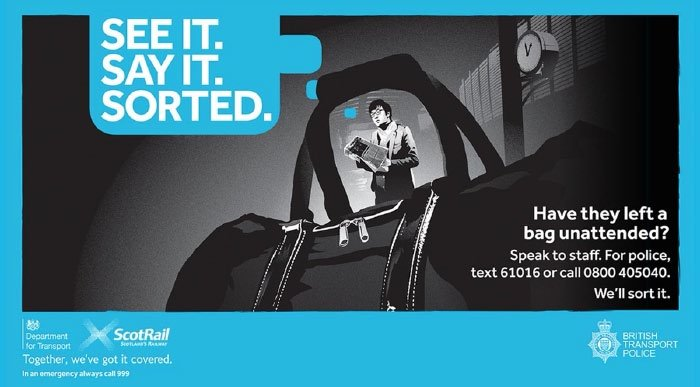 SEE IT.
SAY IT.
SORTED.
Have they left a
bag unattended?
Speak to staff. For police,
text 61016 or call 0800 405040.
We'll sort it.
Department
for Transport
ScotRail
SCOTLAND'S RAILWAY
Together, we've got it covered.
In an emergency always call 999
BRITISH
TRANSPORT
POLICE